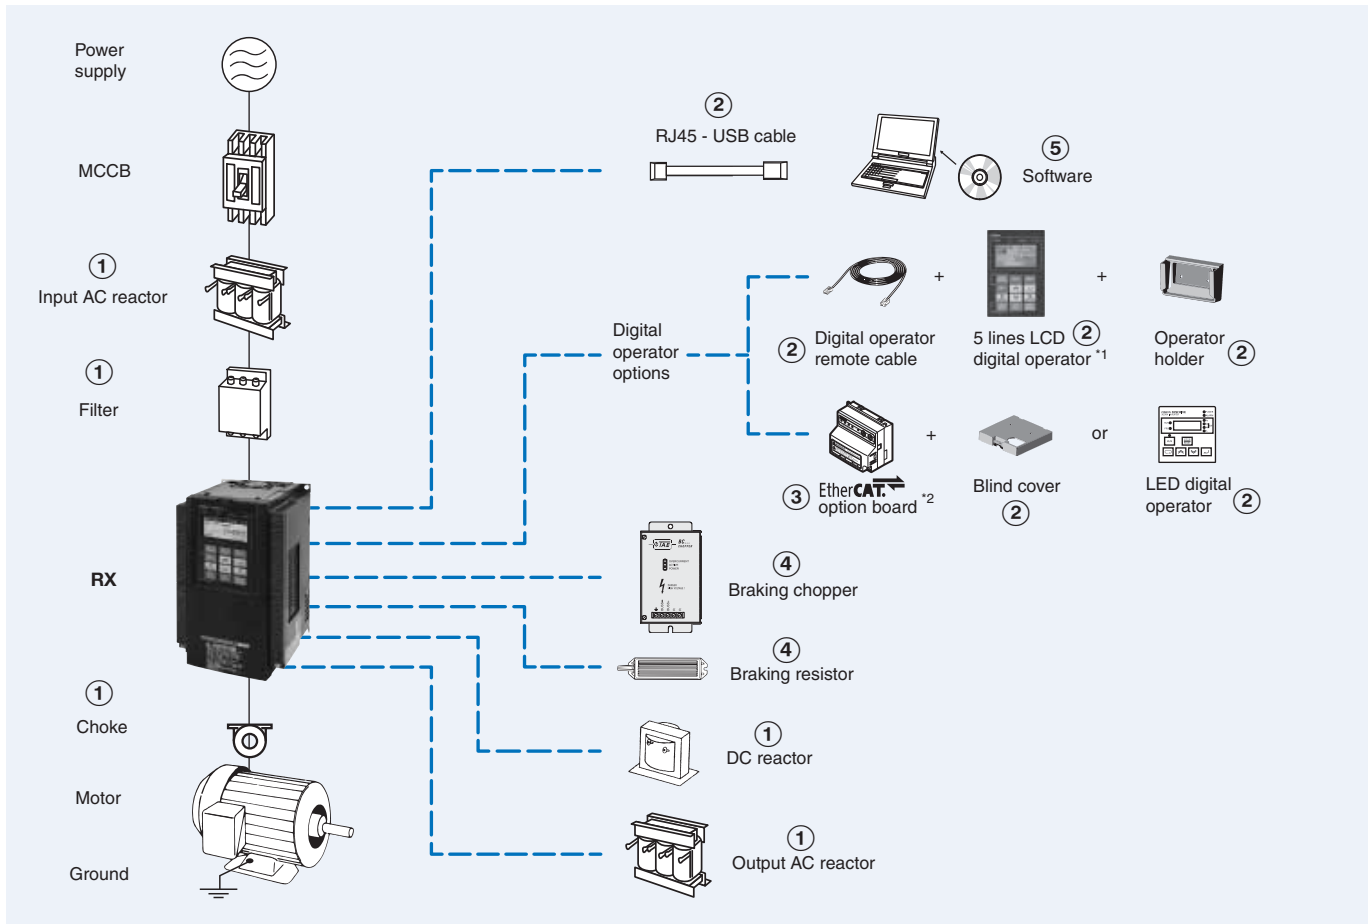 Power
supply
MCCB
①
Input AC reactor
①
Filter
RX
①
Choke
Motor
Ground
②
RJ45 - USB cable
⑤
Software
Digital
operator
options
+
+
② Digital operator
remote cable
5 lines LCD ②
digital operator *1
Operator
holder ②
+
or
③ EtherCAT.
option board *2
Blind cover
②
LED digital
operator ②
④
Braking chopper
④
Braking resistor
①
DC reactor
①
Output AC reactor